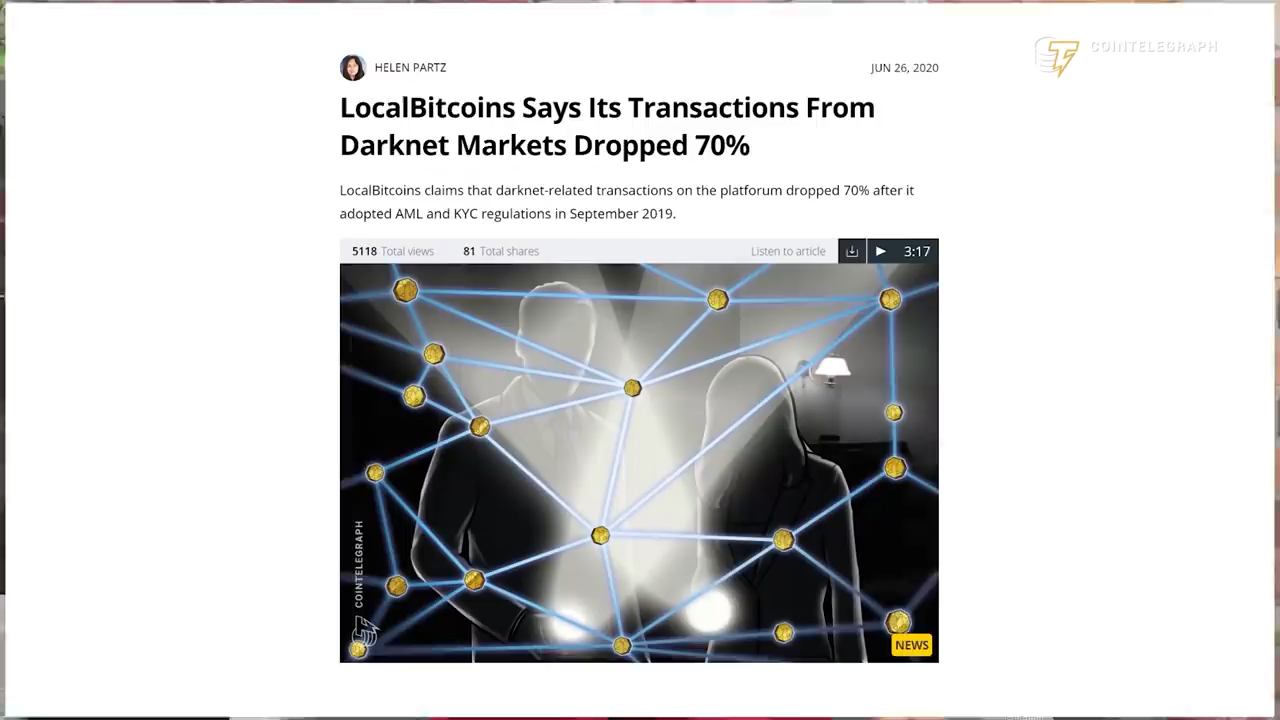 COINTELEGRAPH
HELEN PARTZ
JUN 26, 2020
LocalBitcoins Says Its Transactions From
Darknet Markets Dropped 70%
LocalBitcoins claims that darknet-related transactions on the platforum dropped 70% after it
adopted AML and KYC regulations in September 2019.
5118 Total views 81 Total shares Listen to article 3:17
COINTELEGRAPH
NEWS